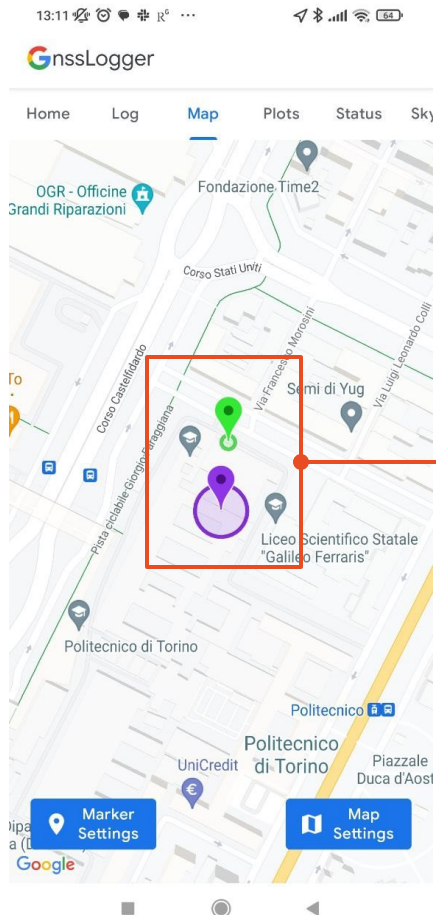 13:11 64
GnssLogger
Home Log Map Plots Status Sky
OGR - Officine
Grandi Riparazioni
Fondazione Time2
Corso Stati Uniti
Via Francesco Morosini
Via Luigi Leonardo Colli
Corso Castelfidardo
To
Semi di Yug
Pista ciclabile Giorgio Faraggiana
Liceo Scientifico Statale
"Galileo Ferraris"
Politecnico di Torino
Politecnico
Politecnico
di Torino
UniCredit
Piazzale
Duca d'Aost
Marker
Settings
Map
Settings
Google